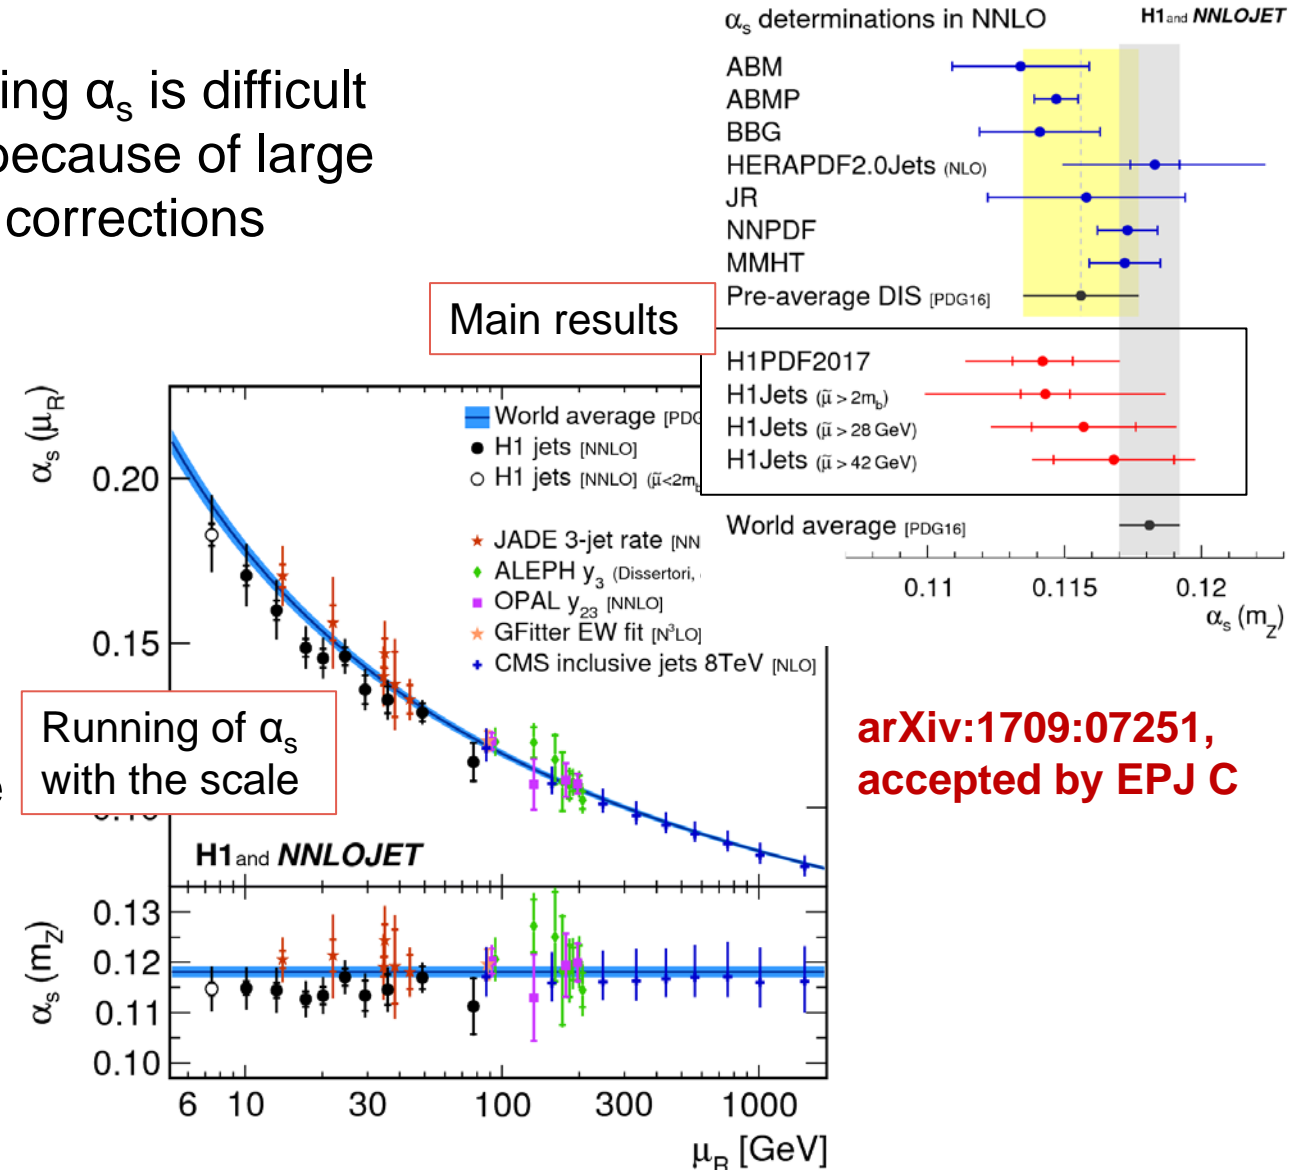 ing αs is difficult
because of large
corrections
αs determinations in NNLO
H1 and NNLOJET
ABM
ABMP
BBG
HERAPDF2.0Jets (NLO)
JR
NNPDF
MMHT
Pre-average DIS [PDG16]
Main results
H1PDF2017
H1Jets (μ̃ > 2mb)
H1Jets (μ̃ > 28 GeV)
H1Jets (μ̃ > 42 GeV)
World average [PDG16]
0.11 0.115 0.12
αs (mZ)
αs (μR)
0.20
0.15
World average [PDG
H1 jets [NNLO]
H1 jets [NNLO] (μ̃<2mb
JADE 3-jet rate [NN
ALEPH y3 (Dissertori,
OPAL y23 [NNLO]
GFitter EW fit [N³LO]
CMS inclusive jets 8TeV [NLO]
Running of αs
with the scale
e
arXiv:1709:07251,
accepted by EPJ C
H1 and NNLOJET
αs (mZ)
0.13
0.12
0.11
0.10
6 10 30 100 300 1000
μR [GeV]